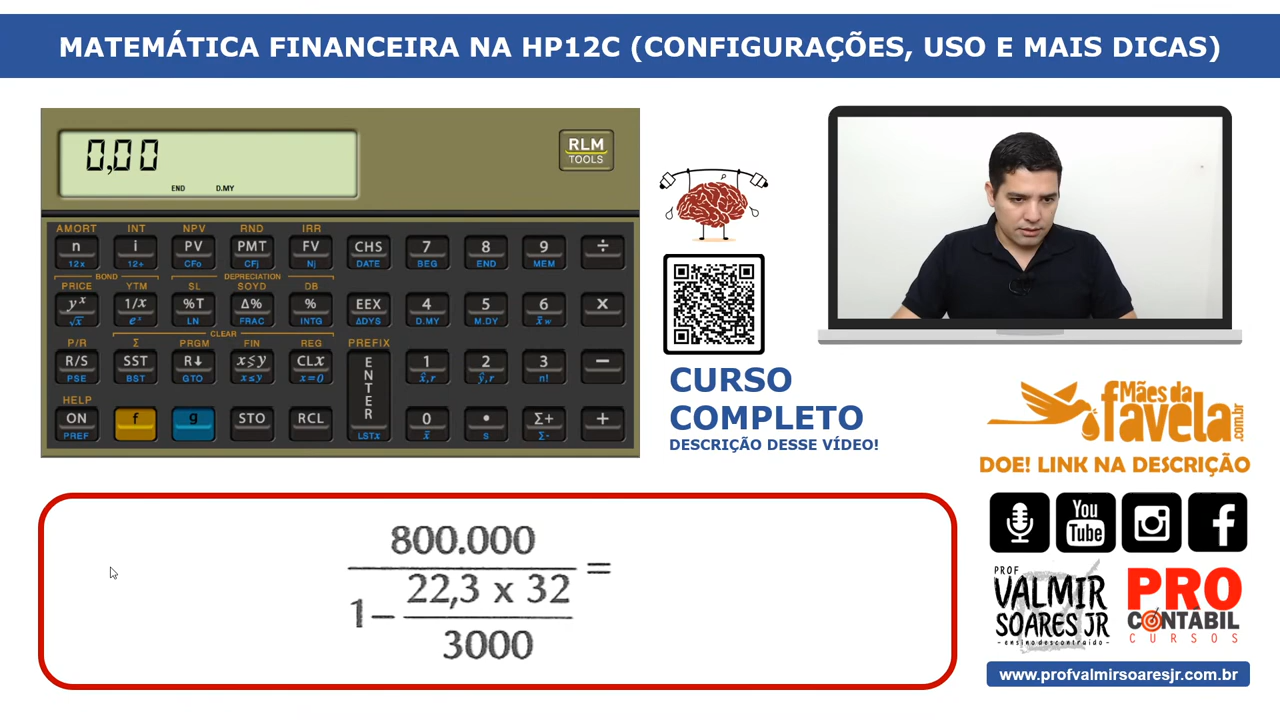 MATEMÁTICA FINANCEIRA NA HP12C (CONFIGURAÇÕES, USO E MAIS DICAS)
0,00
END D.MY
RLM
TOOLS
AMORT INT NPV RND IRR
n i PV PMT FV CHS 7 8 9 ÷
12x 12÷ CFo CFj Nj DATE BEG END MEM
BOND DEPRECIATION
PRICE YTM SL SOYD DB
yˣ 1/x %T Δ% % EEX 4 5 6 x
√x eˣ LN FRAC INTG ΔDYS D.MY M.DY x̄w
CLEAR
P/R Σ PRGM FIN REG PREFIX
R/S SST R↓ x≶y CLx ENTER 1 2 3 −
PSE BST GTO x≤y x=0 x̂,r ŷ,r n!
HELP
ON f g STO RCL 0 • Σ+ +
PREF LSTx x̄ s Σ-
CURSO
COMPLETO
DESCRIÇÃO DESSE VÍDEO!
Mães da
favela.com.br
DOE! LINK NA DESCRIÇÃO
You
Tube
f
PROF
VALMIR
SOARES JR
- ensino descontraído -
PRO
CONTÁBIL
CURSOS
www.profvalmirsoaresjr.com.br
800.000
=
22,3 x 32
1−
3000